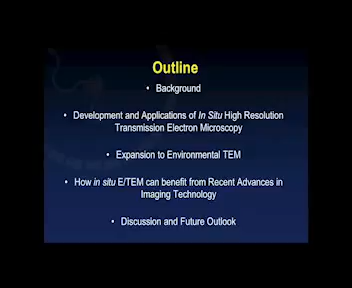 Outline
• Background
• Development and Applications of In Situ High Resolution
Transmission Electron Microscopy
• Expansion to Environmental TEM
• How in situ E/TEM can benefit from Recent Advances in
Imaging Technology
• Discussion and Future Outlook